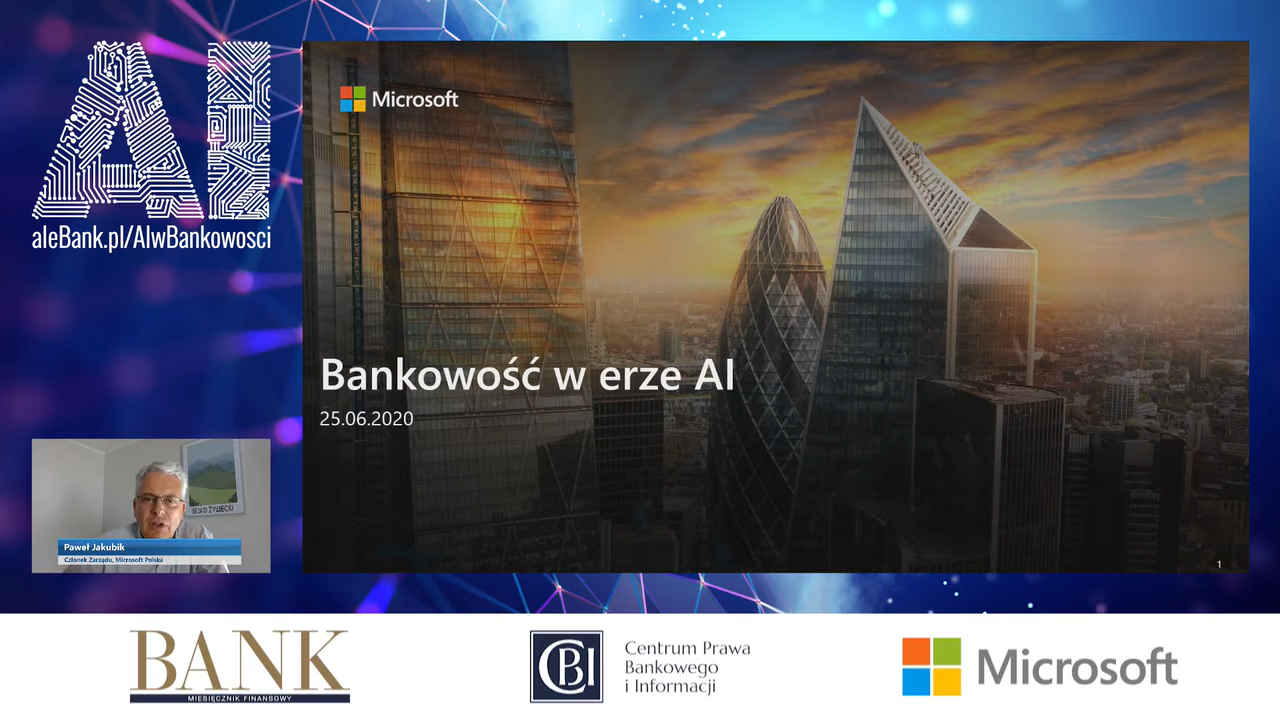 AI
aleBank.pl/AIwBankowosci
Microsoft
Bankowość w erze AI
25.06.2020
1
BESKID ŻYWIECKI
Paweł Jakubik
Członek Zarządu, Microsoft Polska
BANK
MIESIĘCZNIK FINANSOWY
CPBI
Centrum Prawa
Bankowego
i Informacji
Microsoft